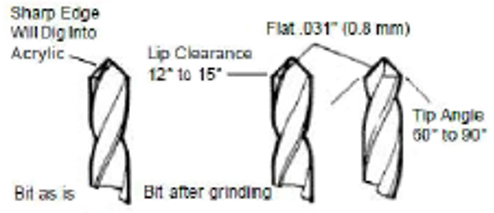 Sharp Edge
Will Dig Into
Acrylic
Lip Clearance
12° to 15°
Flat .031" (0.8 mm)
Tip Angle
60° to 90°
Bit as is
Bit after grinding